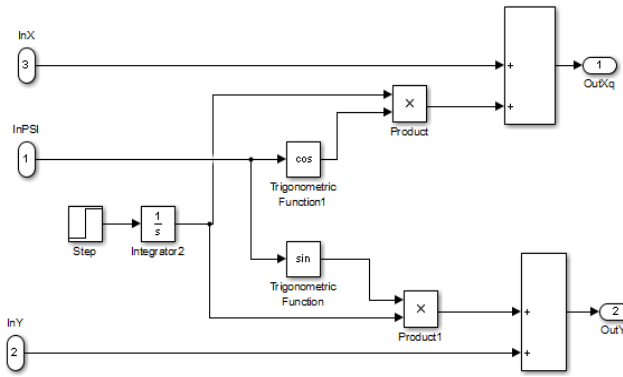 InX
3
+
1
OutXq
+
×
Product
InPSI
1
cos
Trigonometric
Function1
1
s
Step
Integrator2
sin
Trigonometric
Function
×
Product1
+
2
OutY
InY
2
+